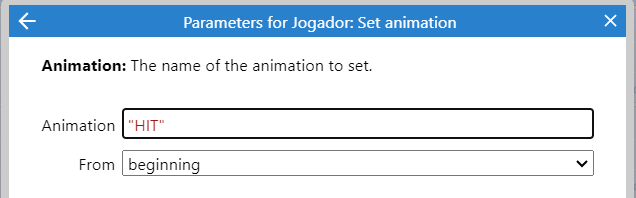 Parameters for Jogador: Set animation
Animation: The name of the animation to set.
Animation "HIT"
From beginning